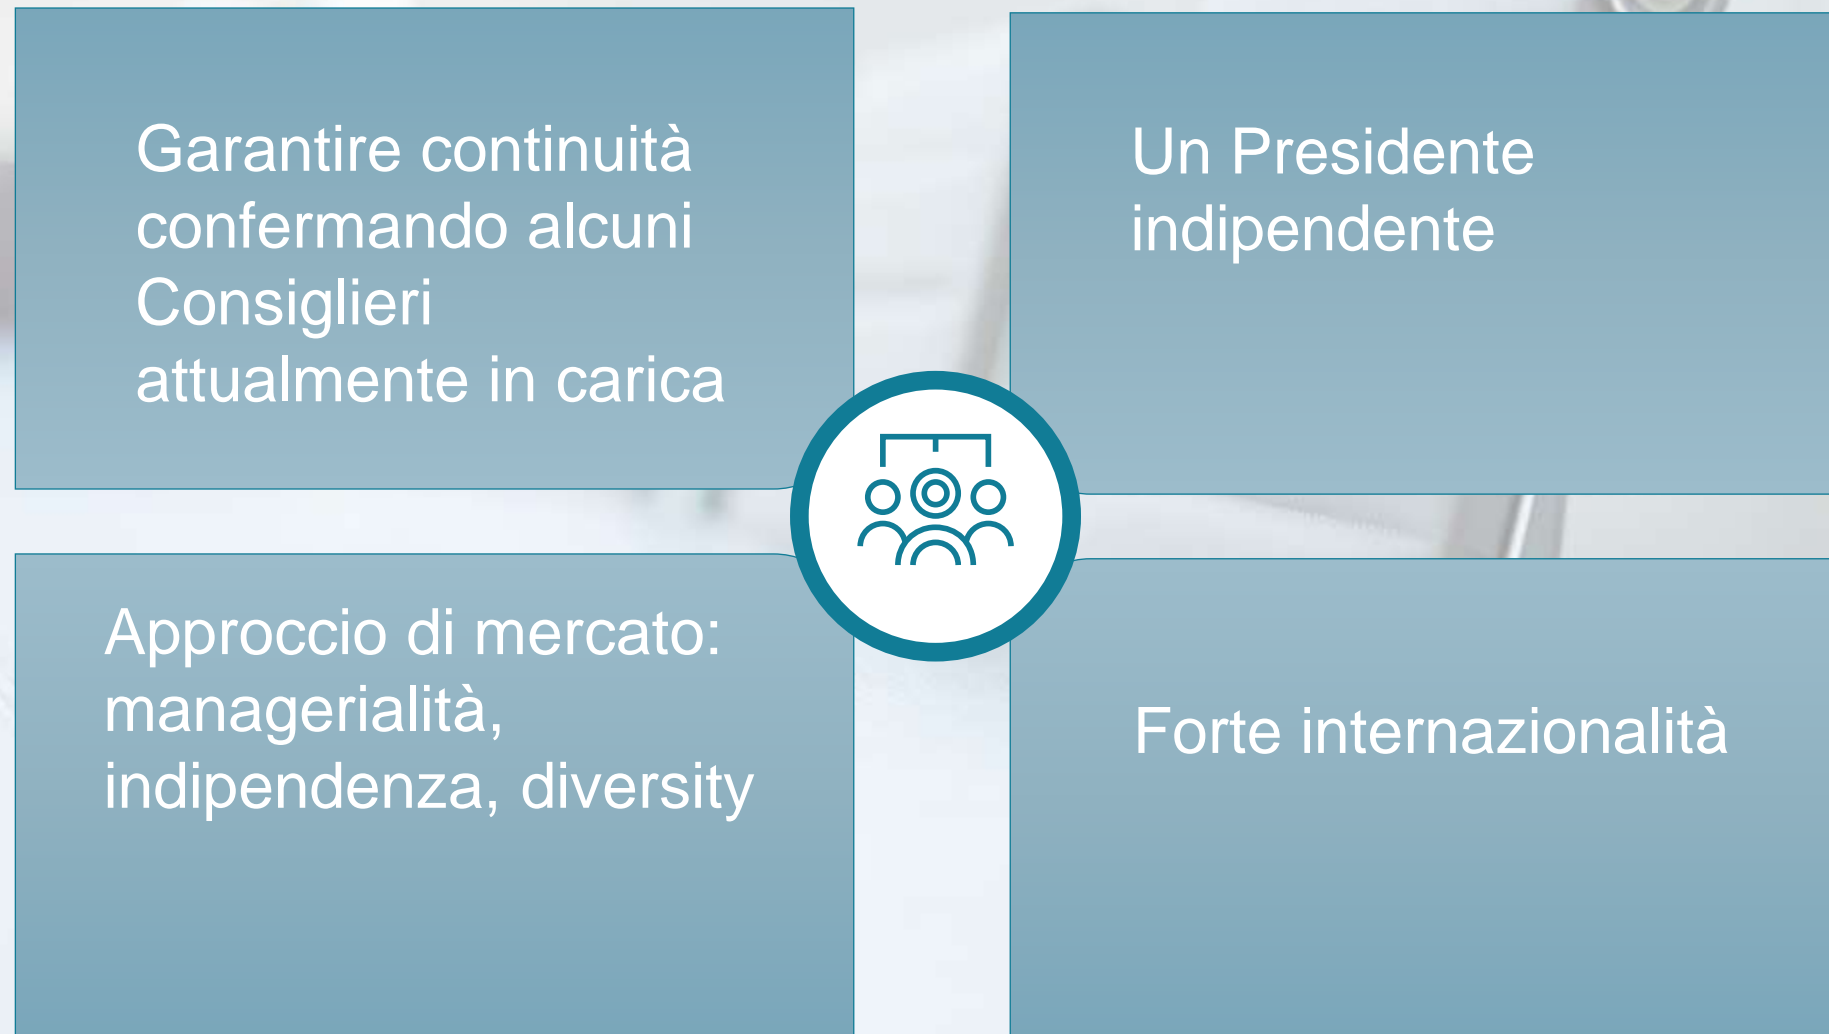 Garantire continuità
confermando alcuni
Consiglieri
attualmente in carica
Un Presidente
indipendente
Approccio di mercato:
managerialità,
indipendenza, diversity
Forte internazionalità